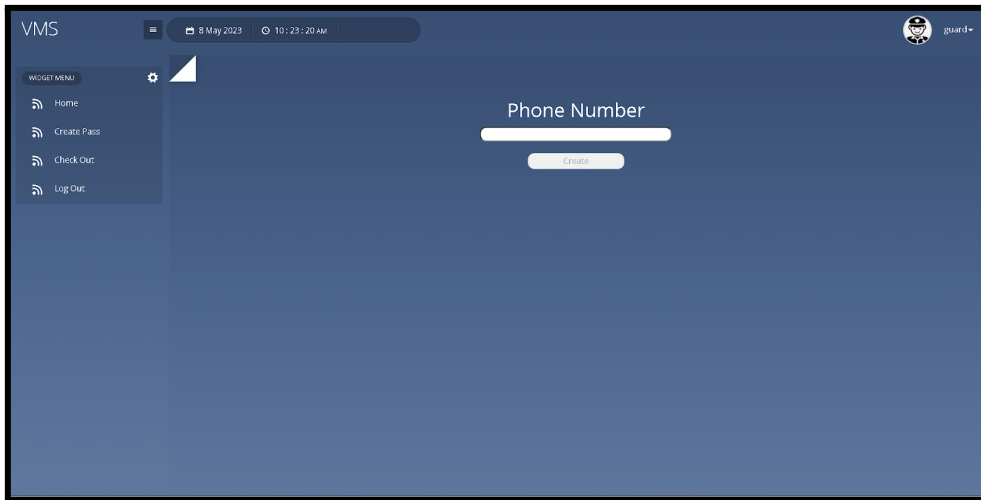 VMS
8 May 2023 10 : 23 : 20 AM
guard
WIDGET MENU
Home
Create Pass
Check Out
Log Out
Phone Number
Create